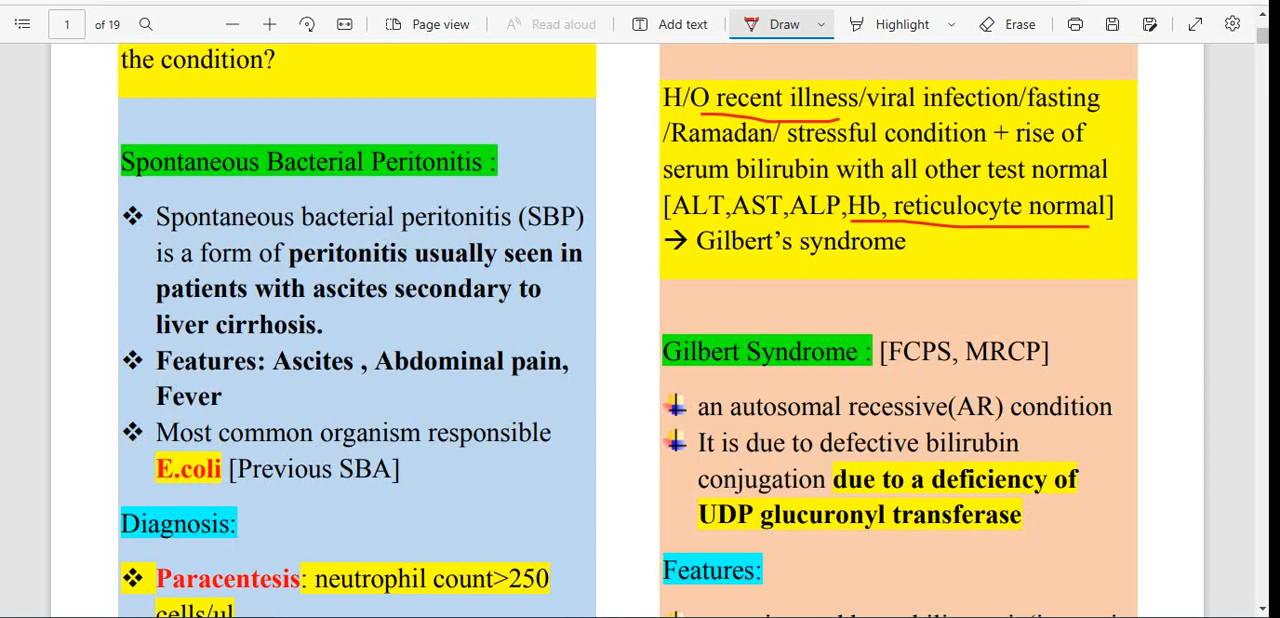 1
of 19
Page view
Read aloud
Add text
Draw
Highlight
Erase
the condition?
Spontaneous Bacterial Peritonitis :
❖ Spontaneous bacterial peritonitis (SBP)
is a form of peritonitis usually seen in
patients with ascites secondary to
liver cirrhosis.
❖ Features: Ascites , Abdominal pain,
Fever
❖ Most common organism responsible
E.coli [Previous SBA]
Diagnosis:
❖ Paracentesis: neutrophil count>250
cells/ul
H/O recent illness/viral infection/fasting
/Ramadan/ stressful condition + rise of
serum bilirubin with all other test normal
[ALT,AST,ALP,Hb, reticulocyte normal]
→ Gilbert's syndrome
Gilbert Syndrome : [FCPS, MRCP]
an autosomal recessive(AR) condition
It is due to defective bilirubin
conjugation due to a deficiency of
UDP glucuronyl transferase
Features: